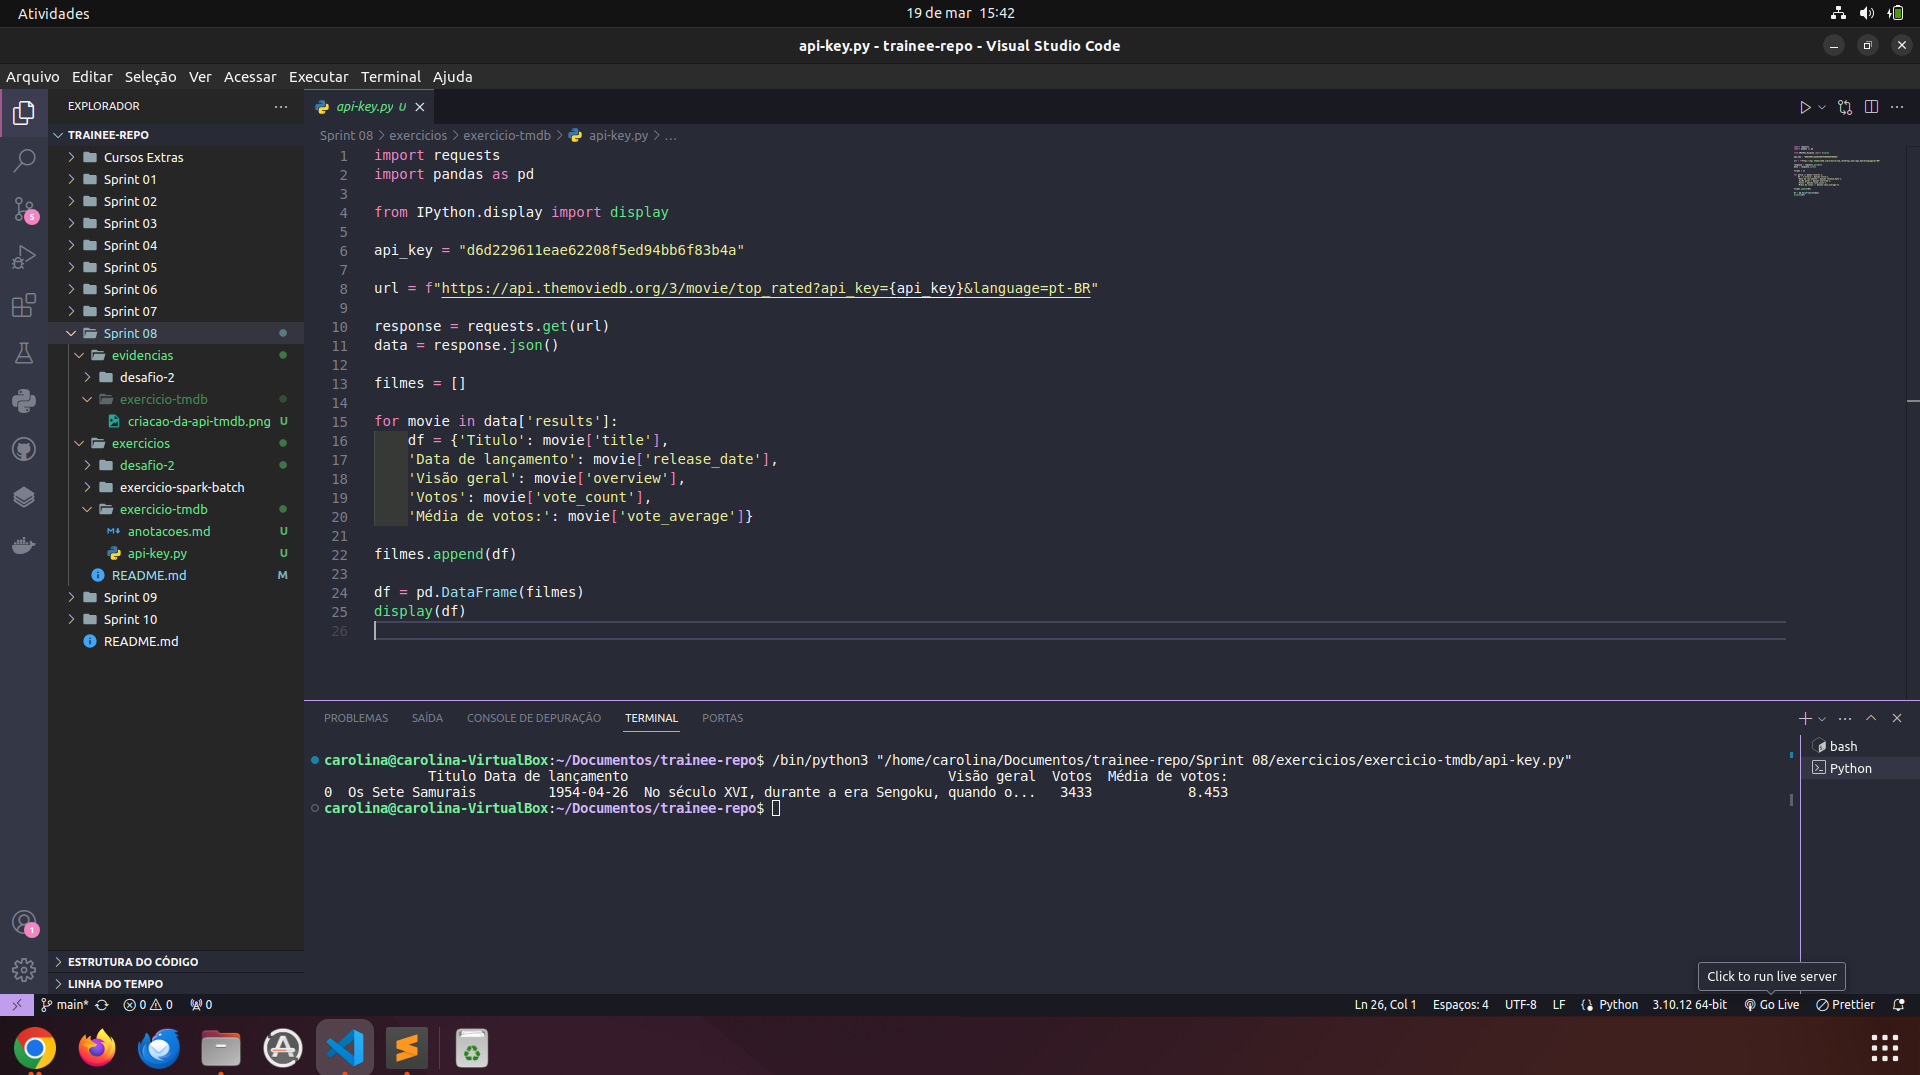 Atividades
19 de mar 15:42
api-key.py - trainee-repo - Visual Studio Code
Arquivo Editar Seleção Ver Acessar Executar Terminal Ajuda
EXPLORADOR
TRAINEE-REPO
Cursos Extras
Sprint 01
Sprint 02
Sprint 03
Sprint 04
Sprint 05
Sprint 06
Sprint 07
Sprint 08
evidencias
desafio-2
exercicio-tmdb
criacao-da-api-tmdb.png U
exercicios
desafio-2
exercicio-spark-batch
exercicio-tmdb
anotacoes.md U
api-key.py U
README.md M
Sprint 09
Sprint 10
README.md
ESTRUTURA DO CÓDIGO
LINHA DO TEMPO
5
1
api-key.py U
Sprint 08 > exercicios > exercicio-tmdb > api-key.py > ...
1 import requests
2 import pandas as pd
3
4 from IPython.display import display
5
6 api_key = "d6d229611eae62208f5ed94bb6f83b4a"
7
8 url = f"https://api.themoviedb.org/3/movie/top_rated?api_key={api_key}&language=pt-BR"
9
10 response = requests.get(url)
11 data = response.json()
12
13 filmes = []
14
15 for movie in data['results']:
16 df = {'Titulo': movie['title'],
17 'Data de lançamento': movie['release_date'],
18 'Visão geral': movie['overview'],
19 'Votos': movie['vote_count'],
20 'Média de votos:': movie['vote_average']}
21
22 filmes.append(df)
23
24 df = pd.DataFrame(filmes)
25 display(df)
26
PROBLEMAS SAÍDA CONSOLE DE DEPURAÇÃO TERMINAL PORTAS
carolina@carolina-VirtualBox:~/Documentos/trainee-repo$ /bin/python3 "/home/carolina/Documentos/trainee-repo/Sprint 08/exercicios/exercicio-tmdb/api-key.py"
Titulo Data de lançamento Visão geral Votos Média de votos:
0 Os Sete Samurais 1954-04-26 No século XVI, durante a era Sengoku, quando o... 3433 8.453
carolina@carolina-VirtualBox:~/Documentos/trainee-repo$
bash
Python
Click to run live server
main* 0 0 0
Ln 26, Col 1 Espaços: 4 UTF-8 LF Python 3.10.12 64-bit Go Live Prettier